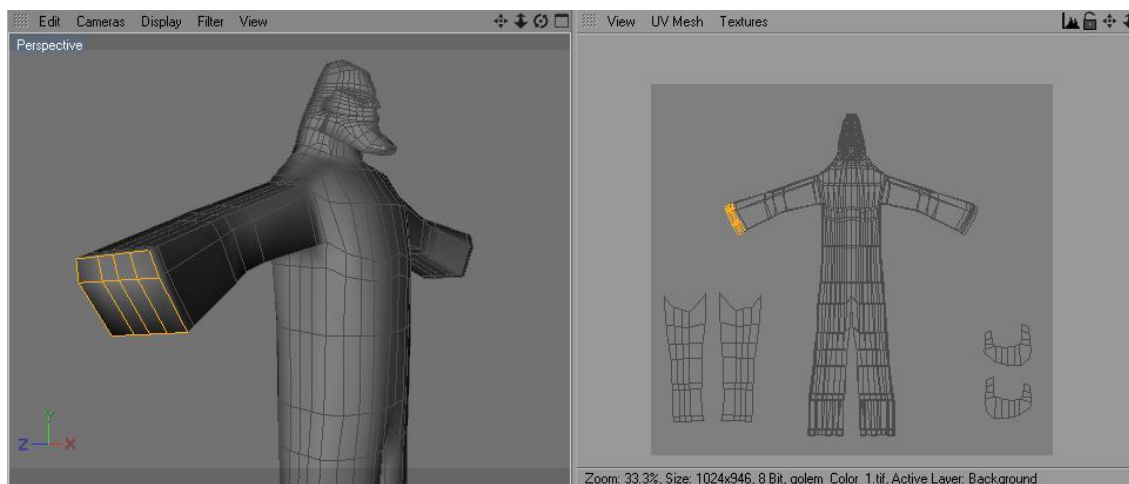 Edit Cameras Display Filter View
View UV Mesh Textures
Perspective
Y
Z X
Zoom: 33.3%, Size: 1024x946, 8 Bit, golem_Color_1.tif, Active Layer: Background